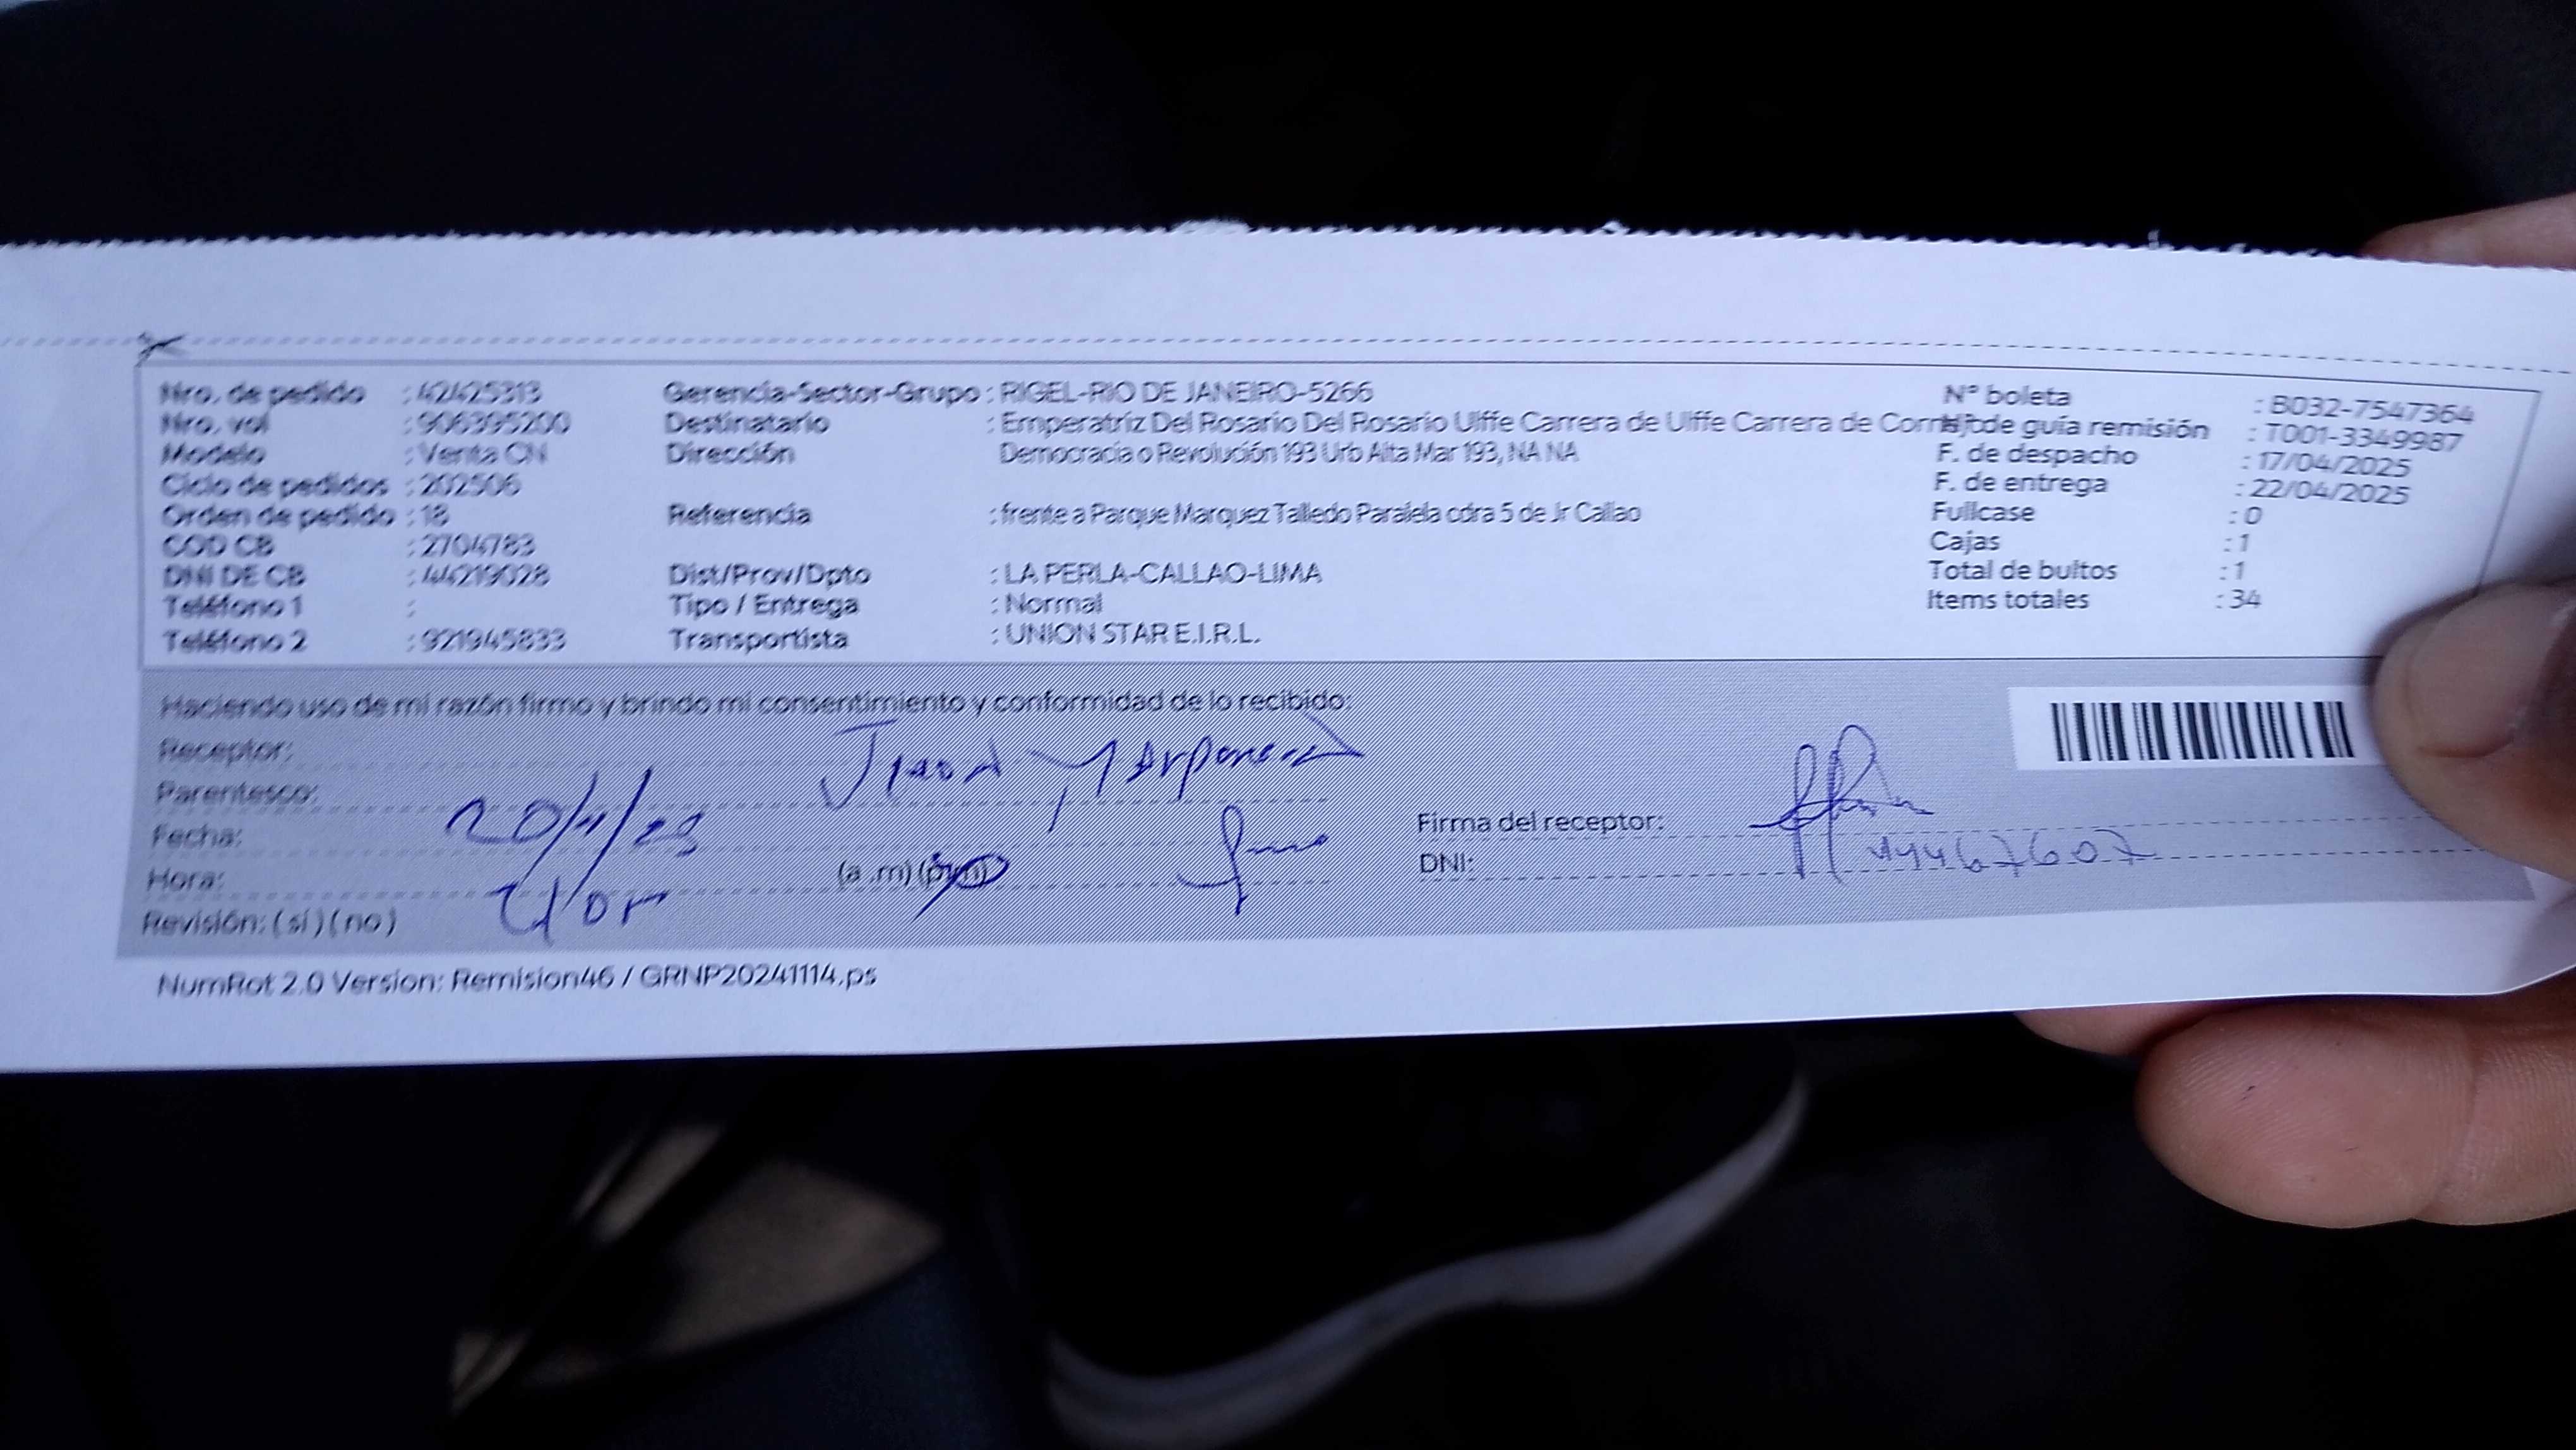 Nro. de pedido : 42425313
Nro. vol : 906395200
Modelo : Venta CN
Ciclo de pedidos : 202506
Orden de pedido : 18
COD CB : 2704783
DNI DE CB : 44219028
Teléfono 1 :
Teléfono 2 : 921945833
Gerencia-Sector-Grupo : RIGEL-RIO DE JANEIRO-5266
Destinatario : Emperatriz Del Rosario Del Rosario Ulffe Carrera de Ulffe Carrera de
Dirección Democracia o Revolución 193 Urb Alta Mar 193, NA NA
Referencia : frente a Parque Marquez Talledo Paralela cdra 5 de Jr Callao
Dist/Prov/Dpto : LA PERLA-CALLAO-LIMA
Tipo / Entrega : Normal
Transportista : UNION STAR E.I.R.L.
N° boleta : B032-7547364
de guía remisión : T001-3349987
F. de despacho : 17/04/2025
F. de entrega : 22/04/2025
Fullcase : 0
Cajas : 1
Total de bultos : 1
Items totales : 34
Haciendo uso de mi razón firmo y brindo mi consentimiento y conformidad de lo recibido:
Receptor:
Parentesco:
Fecha:
Hora: (a .m) (p.m)
Revisión: (si) (no)
Firma del receptor:
DNI:
NumRot 2.0 Version: Remision46 / GRNP20241114.ps